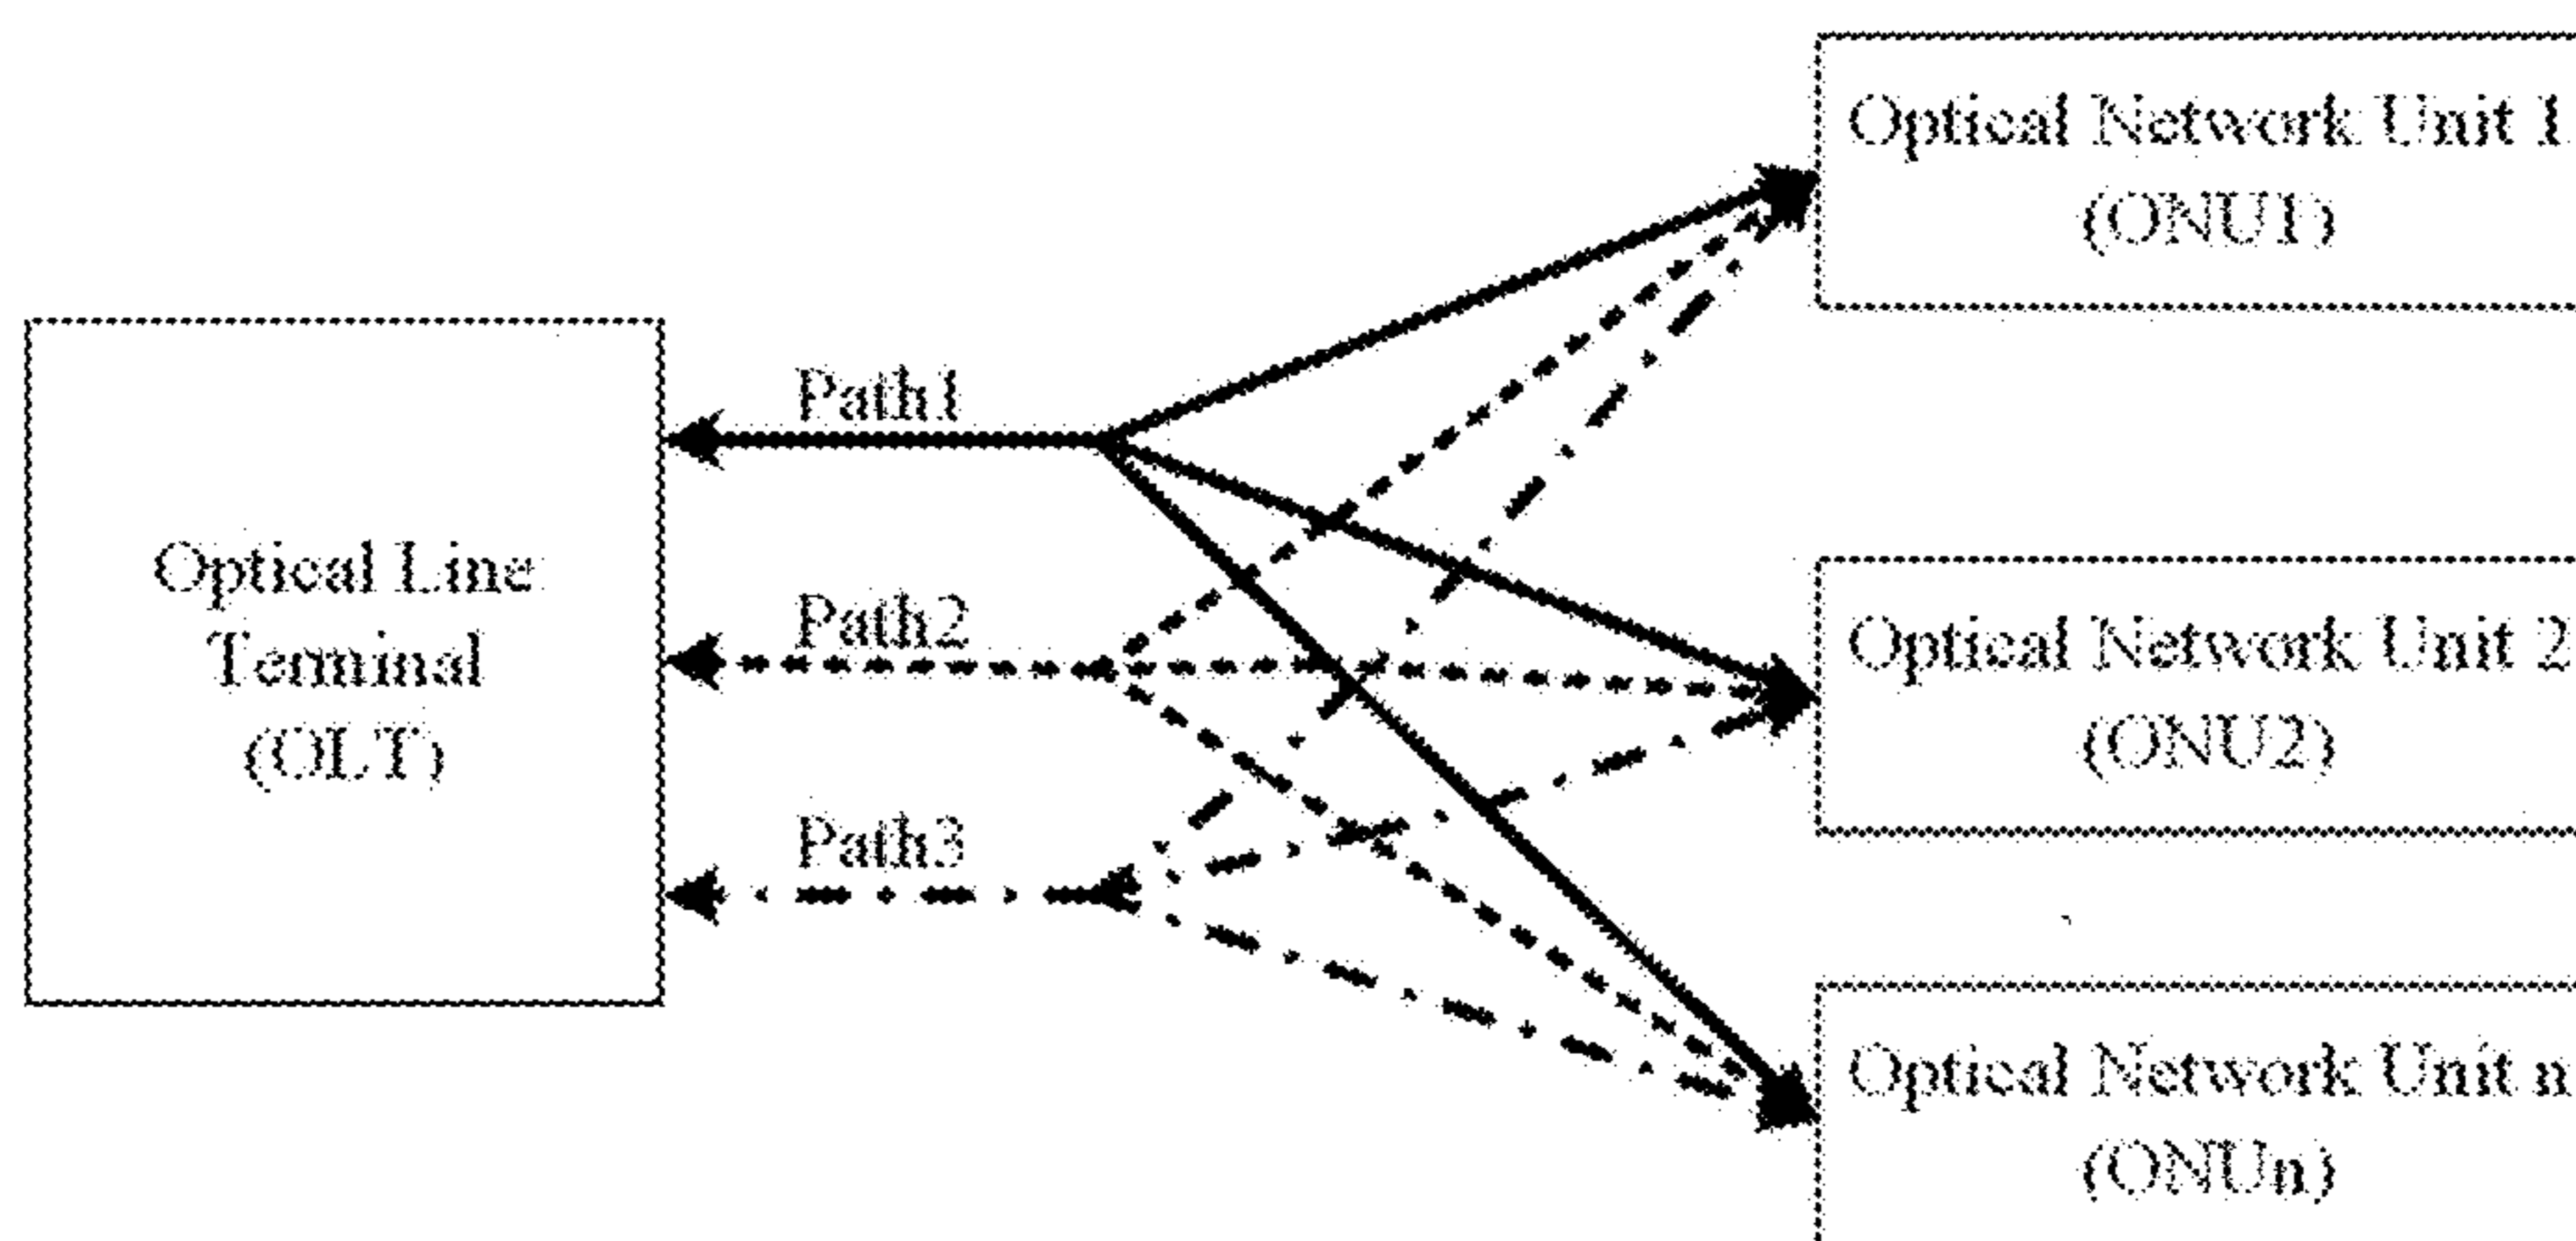 Optical Network Unit 1
(ONU1)
Path1
Optical Line
Terminal
(OLT)
Path2
Optical Network Unit 2
(ONU2)
Path3
Optical Network Unit n
(ONUn)